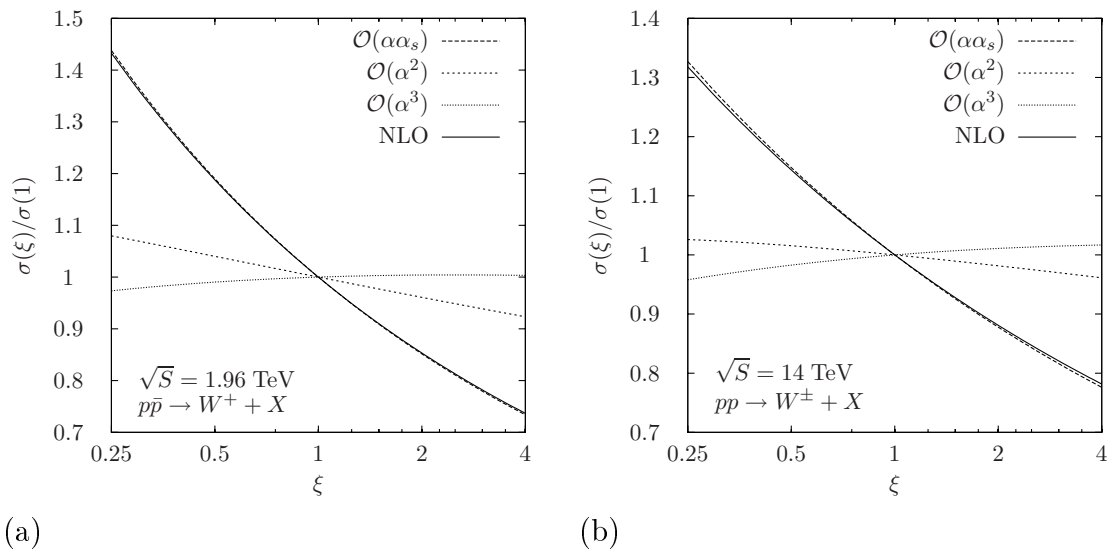 1.5
1.4
1.3
1.2
1.1
1
0.9
0.8
0.7
σ(ξ)/σ(1)
O(αα_s)
O(α²)
O(α³)
NLO
√S = 1.96 TeV
pp̄ → W⁺ + X
0.25 0.5 1 2 4
ξ
(a)
1.4
1.3
1.2
1.1
1
0.9
0.8
0.7
σ(ξ)/σ(1)
O(αα_s)
O(α²)
O(α³)
NLO
√S = 14 TeV
pp → W^± + X
0.25 0.5 1 2 4
ξ
(b)